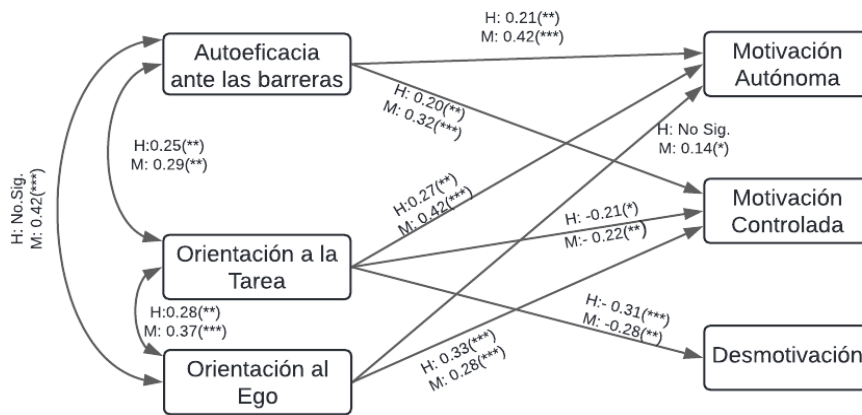 H: 0.21(**)
M: 0.42(***)
Autoeficacia
ante las barreras
Motivación
Autónoma
H: 0.20(**)
M: 0.32(***)
H: No Sig.
M: 0.14(*)
H:0.25(**)
M: 0.29(**)
H: No.Sig.
M: 0.42(***)
H:0.27(**)
M: 0.42(***)
Motivación
Controlada
H: -0.21(*)
M:- 0.22(**)
Orientación a la
Tarea
H:0.28(**)
M: 0.37(***)
H:- 0.31(***)
M: -0.28(**)
H: 0.33(***)
M: 0.28(***)
Orientación al
Ego
Desmotivación